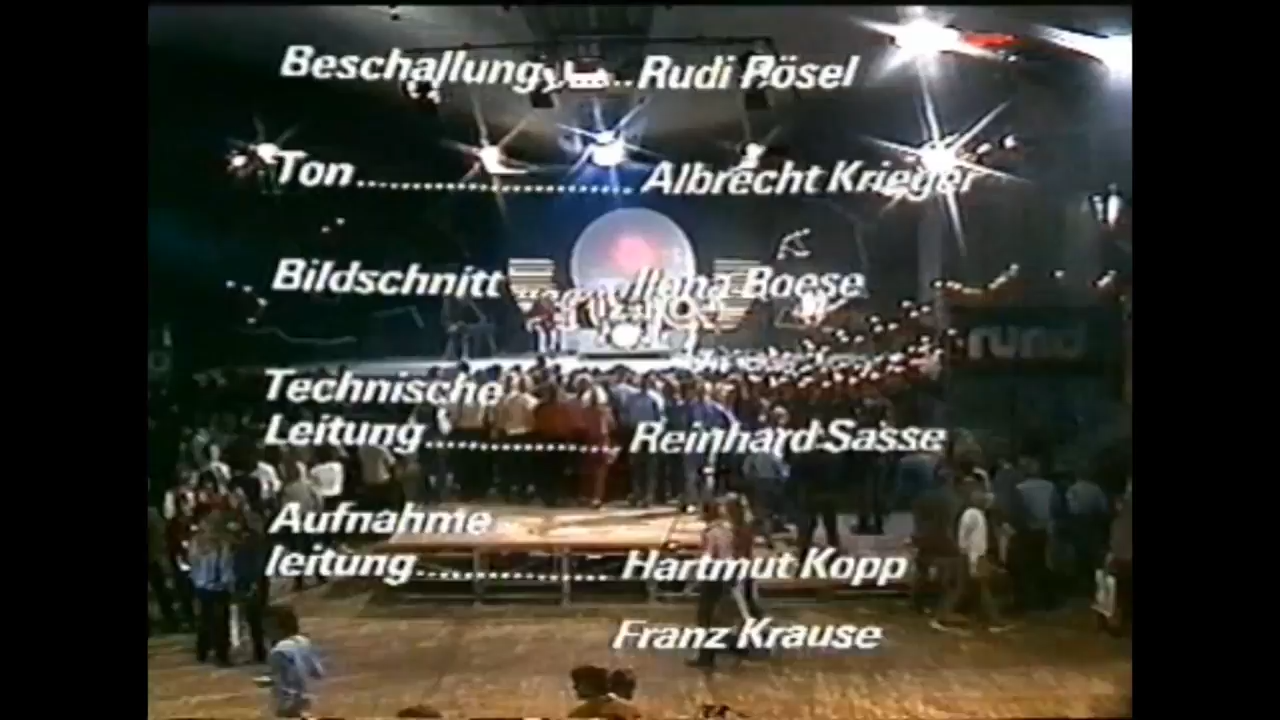 Beschallung......Rudi Pösel
Ton........................Albrecht Krieger
Bildschnitt Ilona Boese
Technische
Leitung.................Reinhard Sasse
Aufnahme
leitung.................Hartmut Kopp
Franz Krause
rund